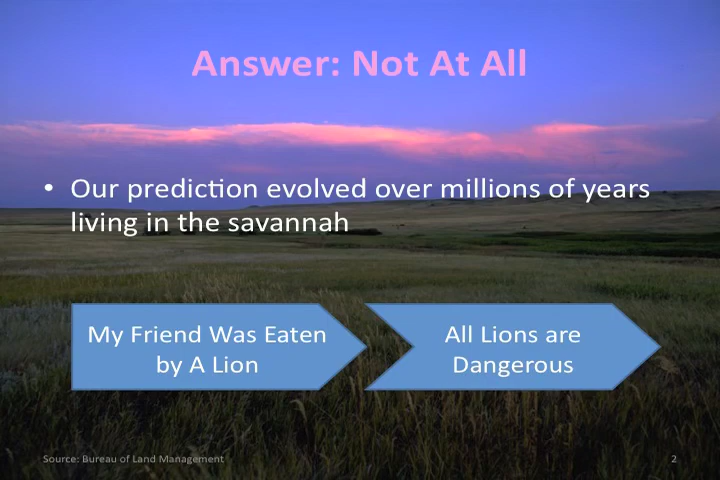 Answer: Not At All
• Our prediction evolved over millions of years
living in the savannah
My Friend Was Eaten
by A Lion
All Lions are
Dangerous
Source: Bureau of Land Management
2